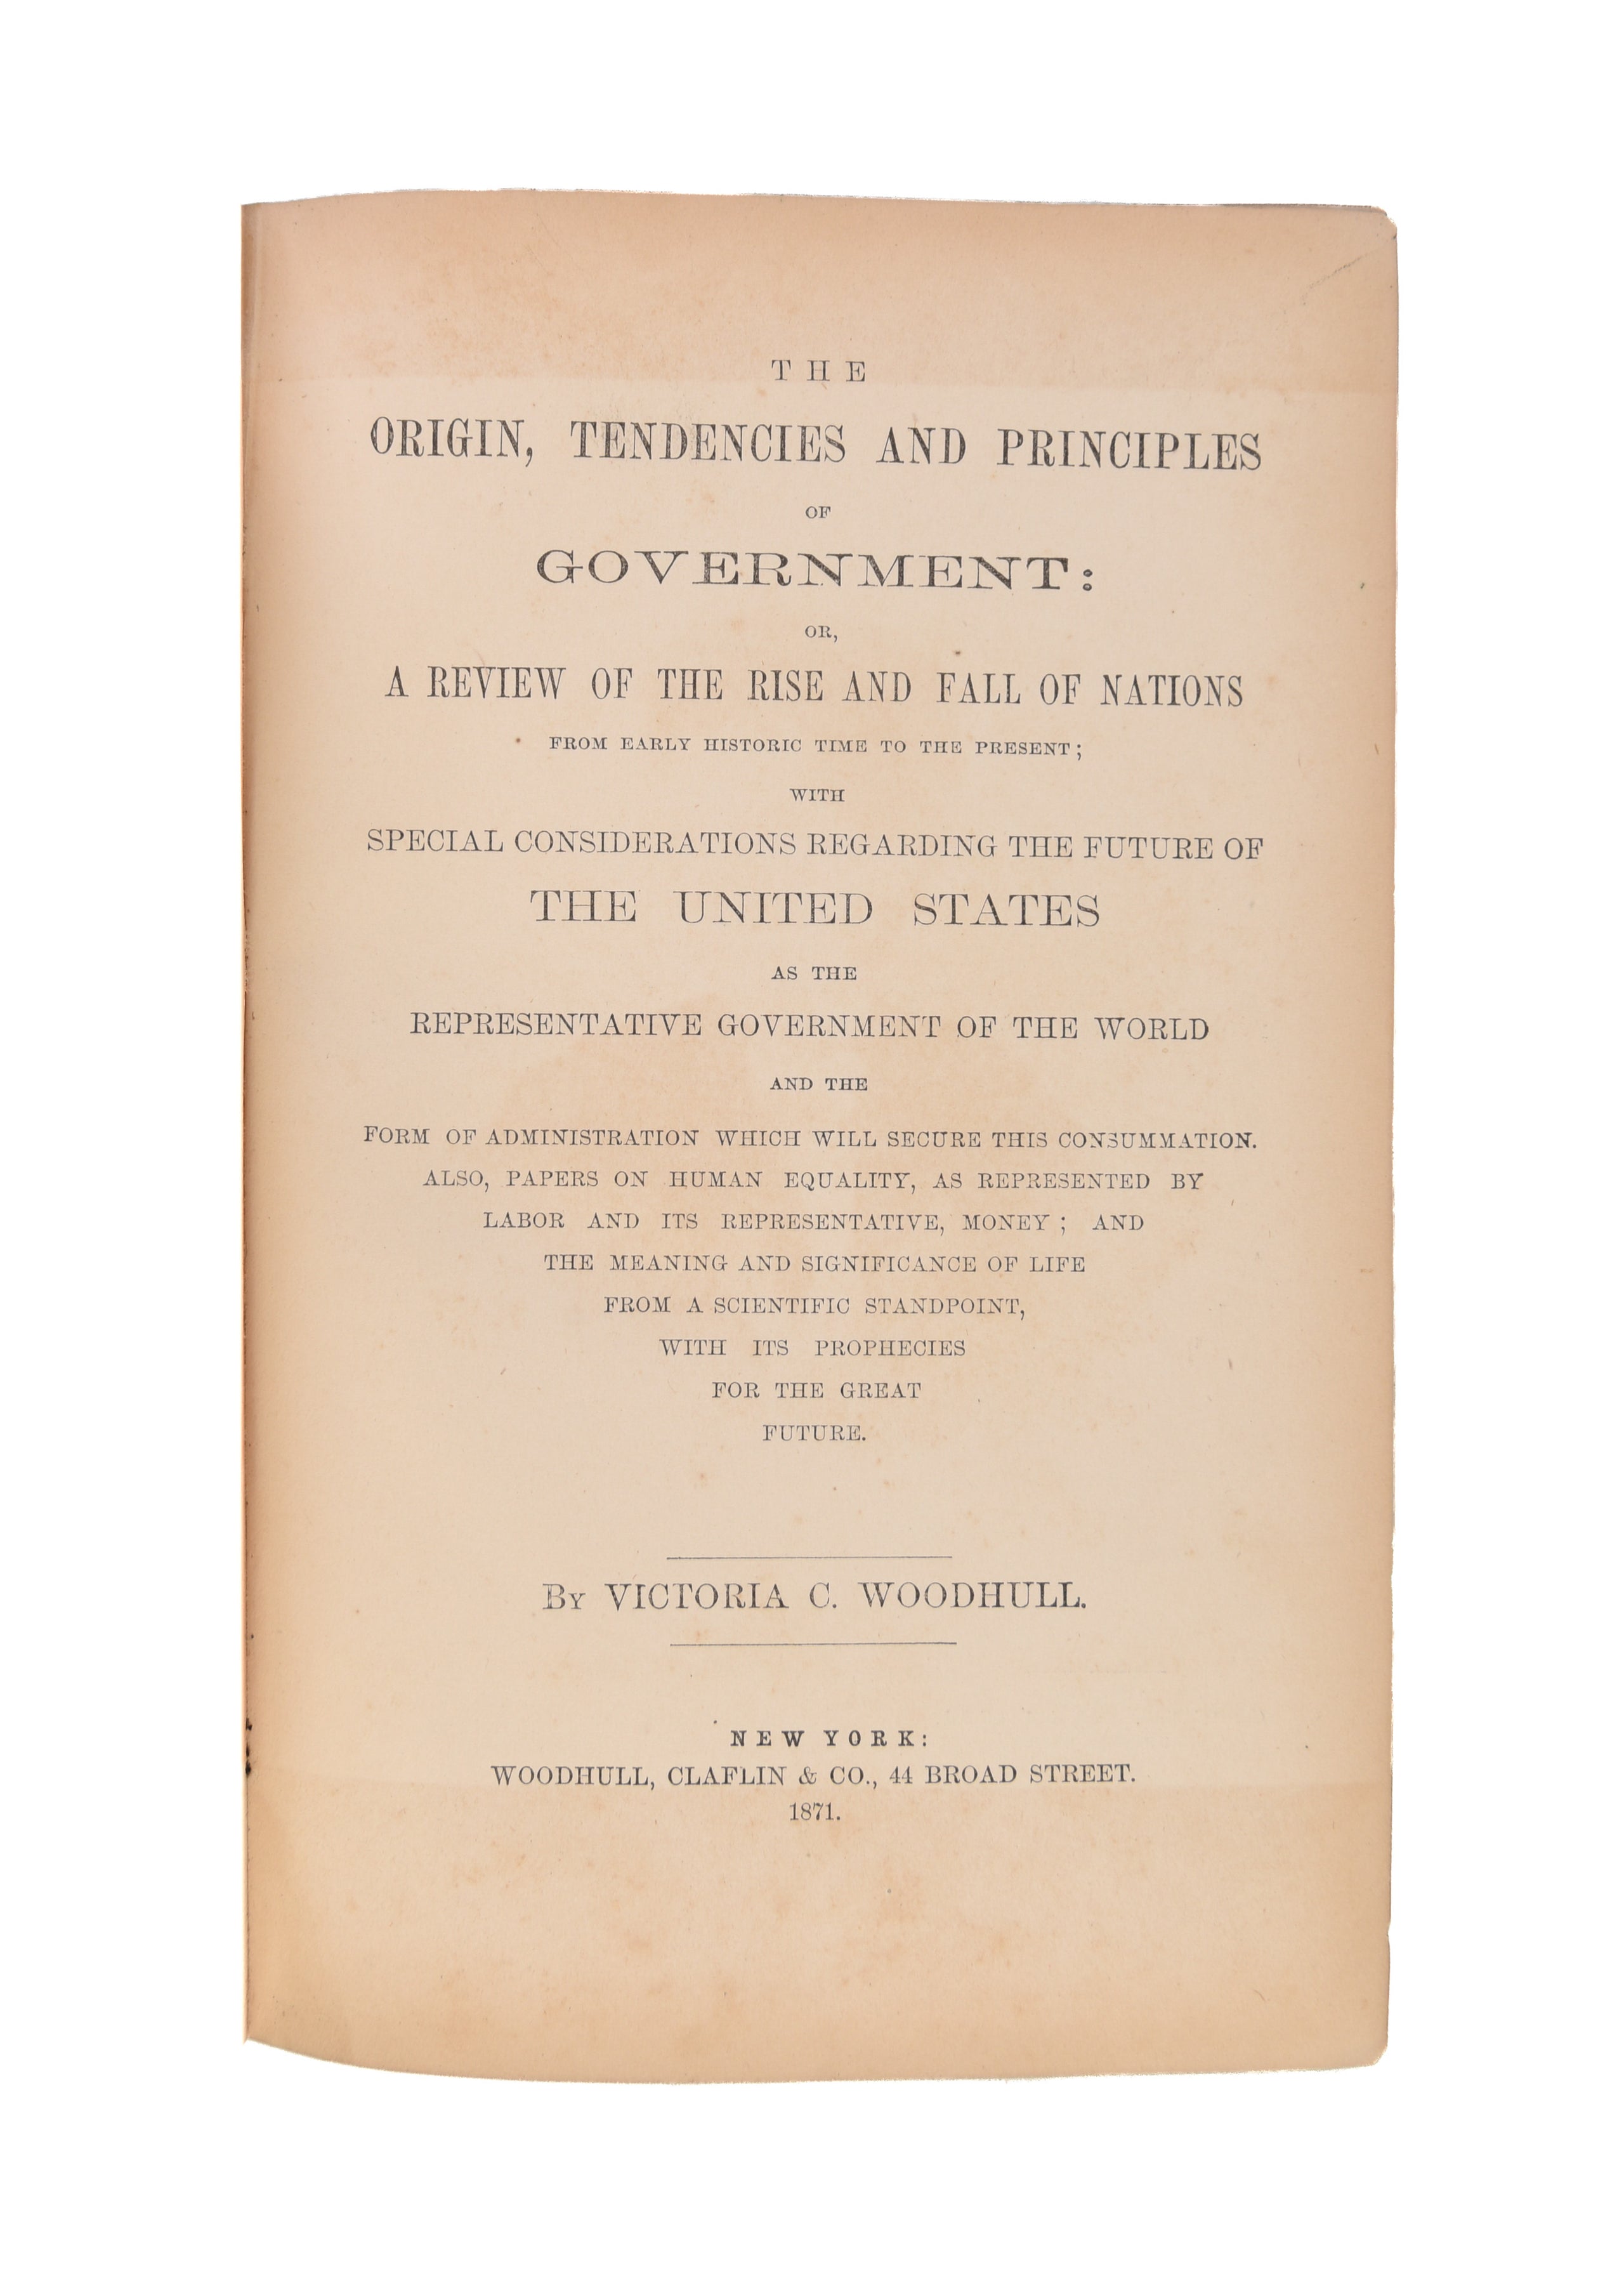 THE
ORIGIN, TENDENCIES AND PRINCIPLES
OF
GOVERNMENT:
OR,
A REVIEW OF THE RISE AND FALL OF NATIONS
FROM EARLY HISTORIC TIME TO THE PRESENT;
WITH
SPECIAL CONSIDERATIONS REGARDING THE FUTURE OF
THE UNITED STATES
AS THE
REPRESENTATIVE GOVERNMENT OF THE WORLD
AND THE
FORM OF ADMINISTRATION WHICH WILL SECURE THIS CONSUMMATION.
ALSO, PAPERS ON HUMAN EQUALITY, AS REPRESENTED BY
LABOR AND ITS REPRESENTATIVE, MONEY; AND
THE MEANING AND SIGNIFICANCE OF LIFE
FROM A SCIENTIFIC STANDPOINT,
WITH ITS PROPHECIES
FOR THE GREAT
FUTURE.
By VICTORIA C. WOODHULL.
NEW YORK:
WOODHULL, CLAFLIN & CO., 44 BROAD STREET.
1871.